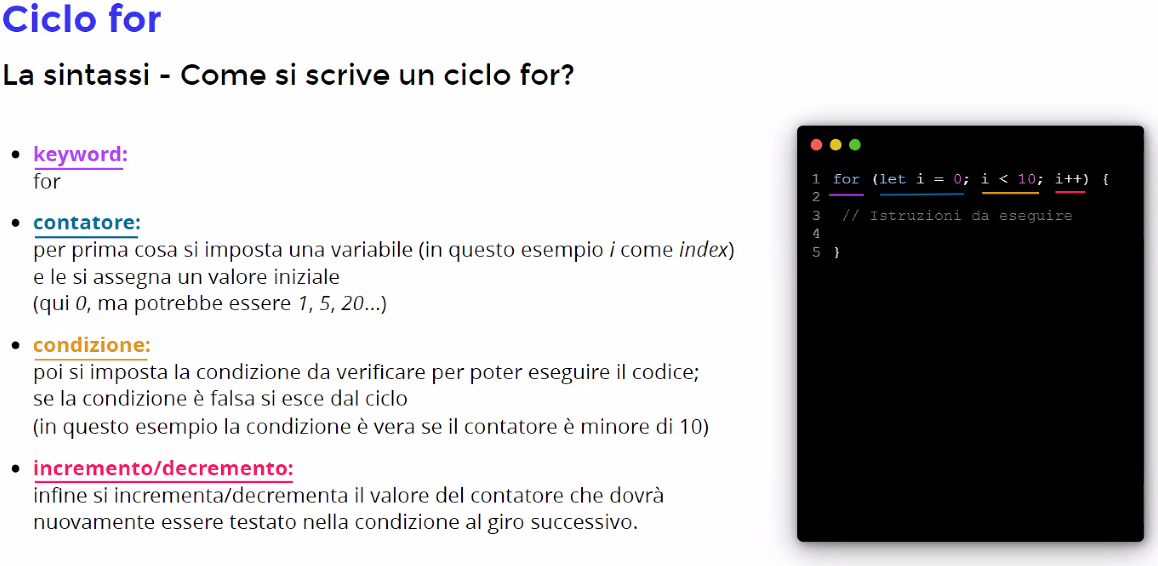 Ciclo for
La sintassi - Come si scrive un ciclo for?
keyword:
for
contatore:
per prima cosa si imposta una variabile (in questo esempio i come index)
e le si assegna un valore iniziale
(qui 0, ma potrebbe essere 1, 5, 20...)
condizione:
poi si imposta la condizione da verificare per poter eseguire il codice;
se la condizione è falsa si esce dal ciclo
(in questo esempio la condizione è vera se il contatore è minore di 10)
incremento/decremento:
infine si incrementa/decrementa il valore del contatore che dovrà
nuovamente essere testato nella condizione al giro successivo.
1 for (let i = 0; i < 10; i++) {
2
3 // Istruzioni da eseguire
4
5 }